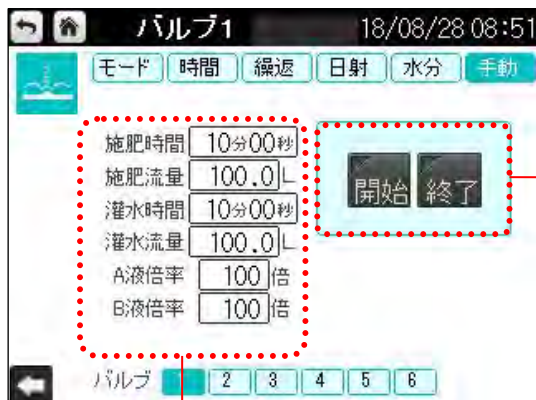 バルブ1 18/08/28 08:51
モード 時間 繰返 日射 水分 手動
施肥時間 10分00秒
施肥流量 100.0 L
灌水時間 10分00秒
灌水流量 100.0 L
A液倍率 100 倍
B液倍率 100 倍
開始 終了
バルブ 1 2 3 4 5 6